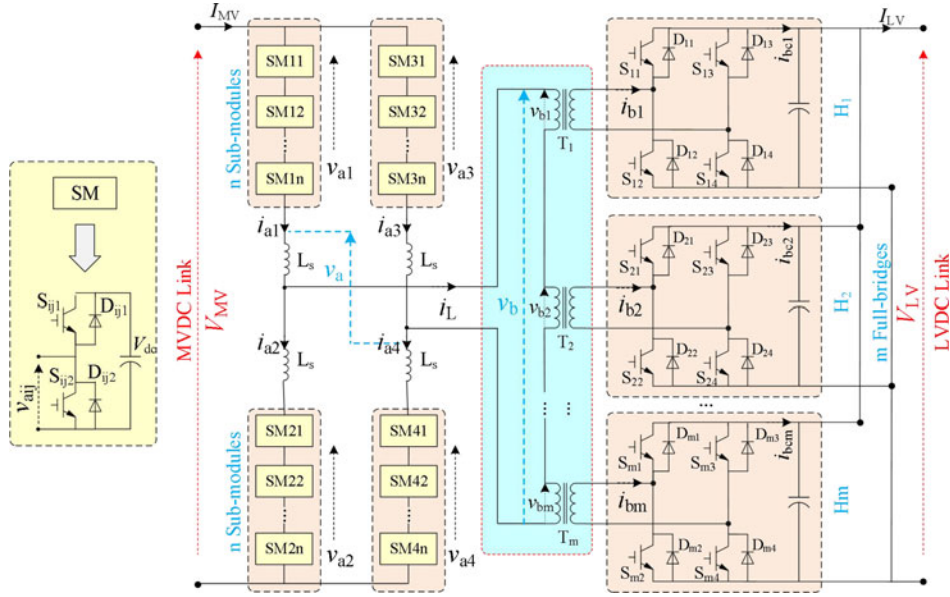 SM
S_ij1
D_ij1
V_dc
S_ij2
D_ij2
v_aij
MVDC Link
V_MV
I_MV
n Sub-modules
SM11
SM12
SM1n
v_a1
SM31
SM32
SM3n
v_a3
i_a1
i_a3
L_s
L_s
v_a
i_L
i_a2
i_a4
L_s
L_s
n Sub-modules
SM21
SM22
SM2n
v_a2
SM41
SM42
SM4n
v_a4
v_b
v_b1
T_1
i_b1
v_b2
T_2
i_b2
v_bm
T_m
i_bm
S_11
D_11
S_13
D_13
i_bc1
S_12
D_12
S_14
D_14
H_1
S_21
D_21
S_23
D_23
i_bc2
S_22
D_22
S_24
D_24
H_2
...
S_m1
D_m1
S_m3
D_m3
i_bcm
S_m2
D_m2
S_m4
D_m4
Hm
m Full-bridges
I_LV
V_LV
LVDC Link